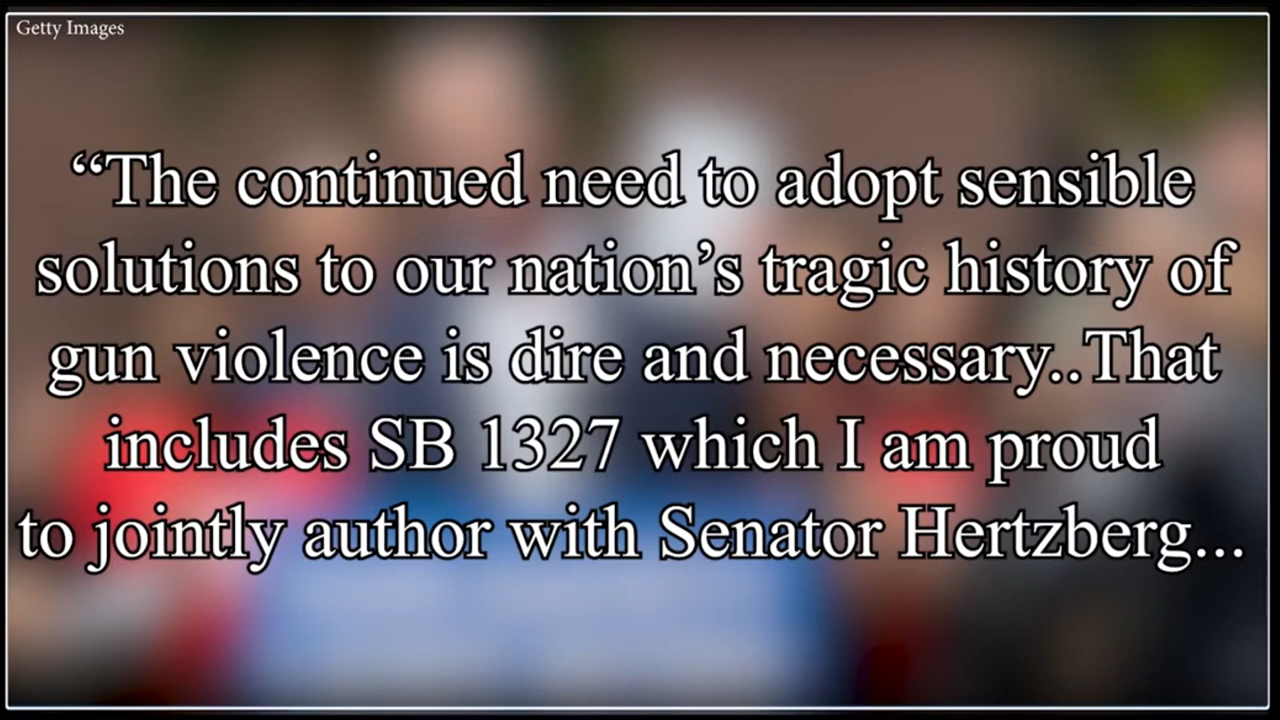 Getty Images
“The continued need to adopt sensible
solutions to our nation’s tragic history of
gun violence is dire and necessary..That
includes SB 1327 which I am proud
to jointly author with Senator Hertzberg...